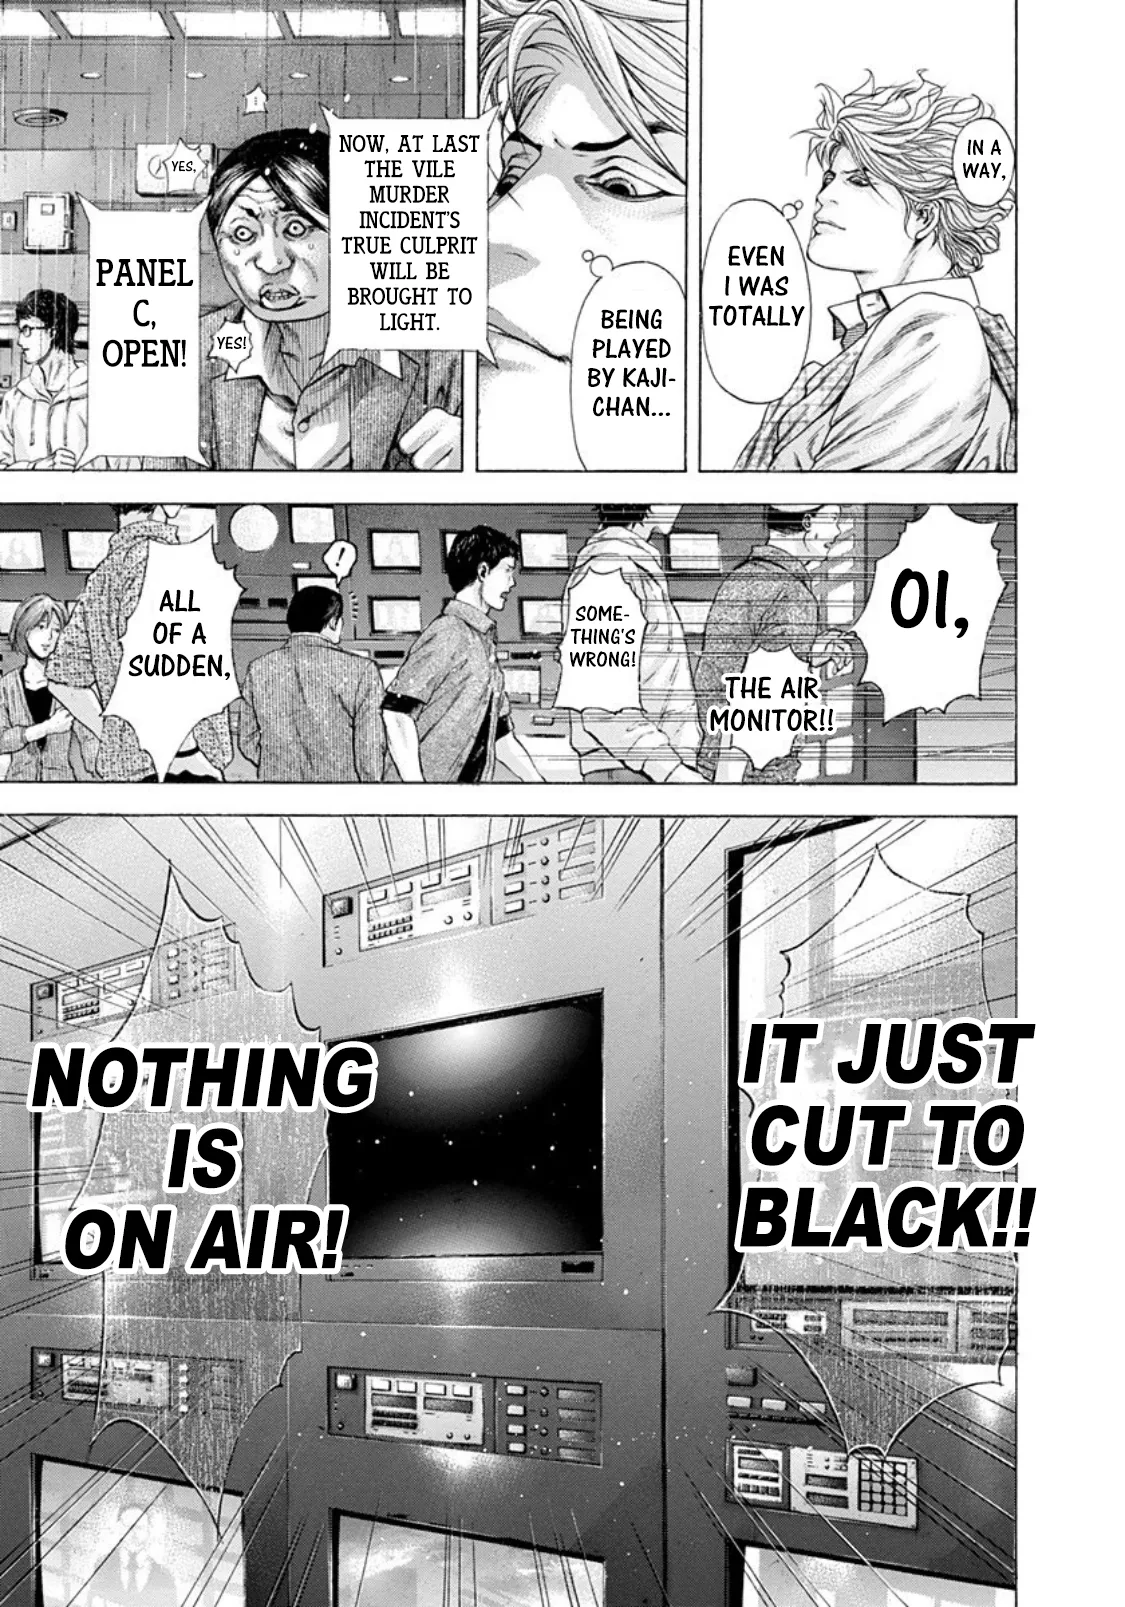 IN A
WAY,
EVEN
I WAS
TOTALLY
BEING
PLAYED
BY KAJI-
CHAN...
NOW, AT LAST
THE VILE
MURDER
INCIDENT'S
TRUE CULPRIT
WILL BE
BROUGHT TO
LIGHT.
...
YES,
YES!
PANEL
C,
OPEN!
OI,
THE AIR
MONITOR!!
SOME-
THING'S
WRONG!
!
ALL
OF A
SUDDEN,
IT JUST
CUT TO
BLACK!!
NOTHING
IS
ON AIR!